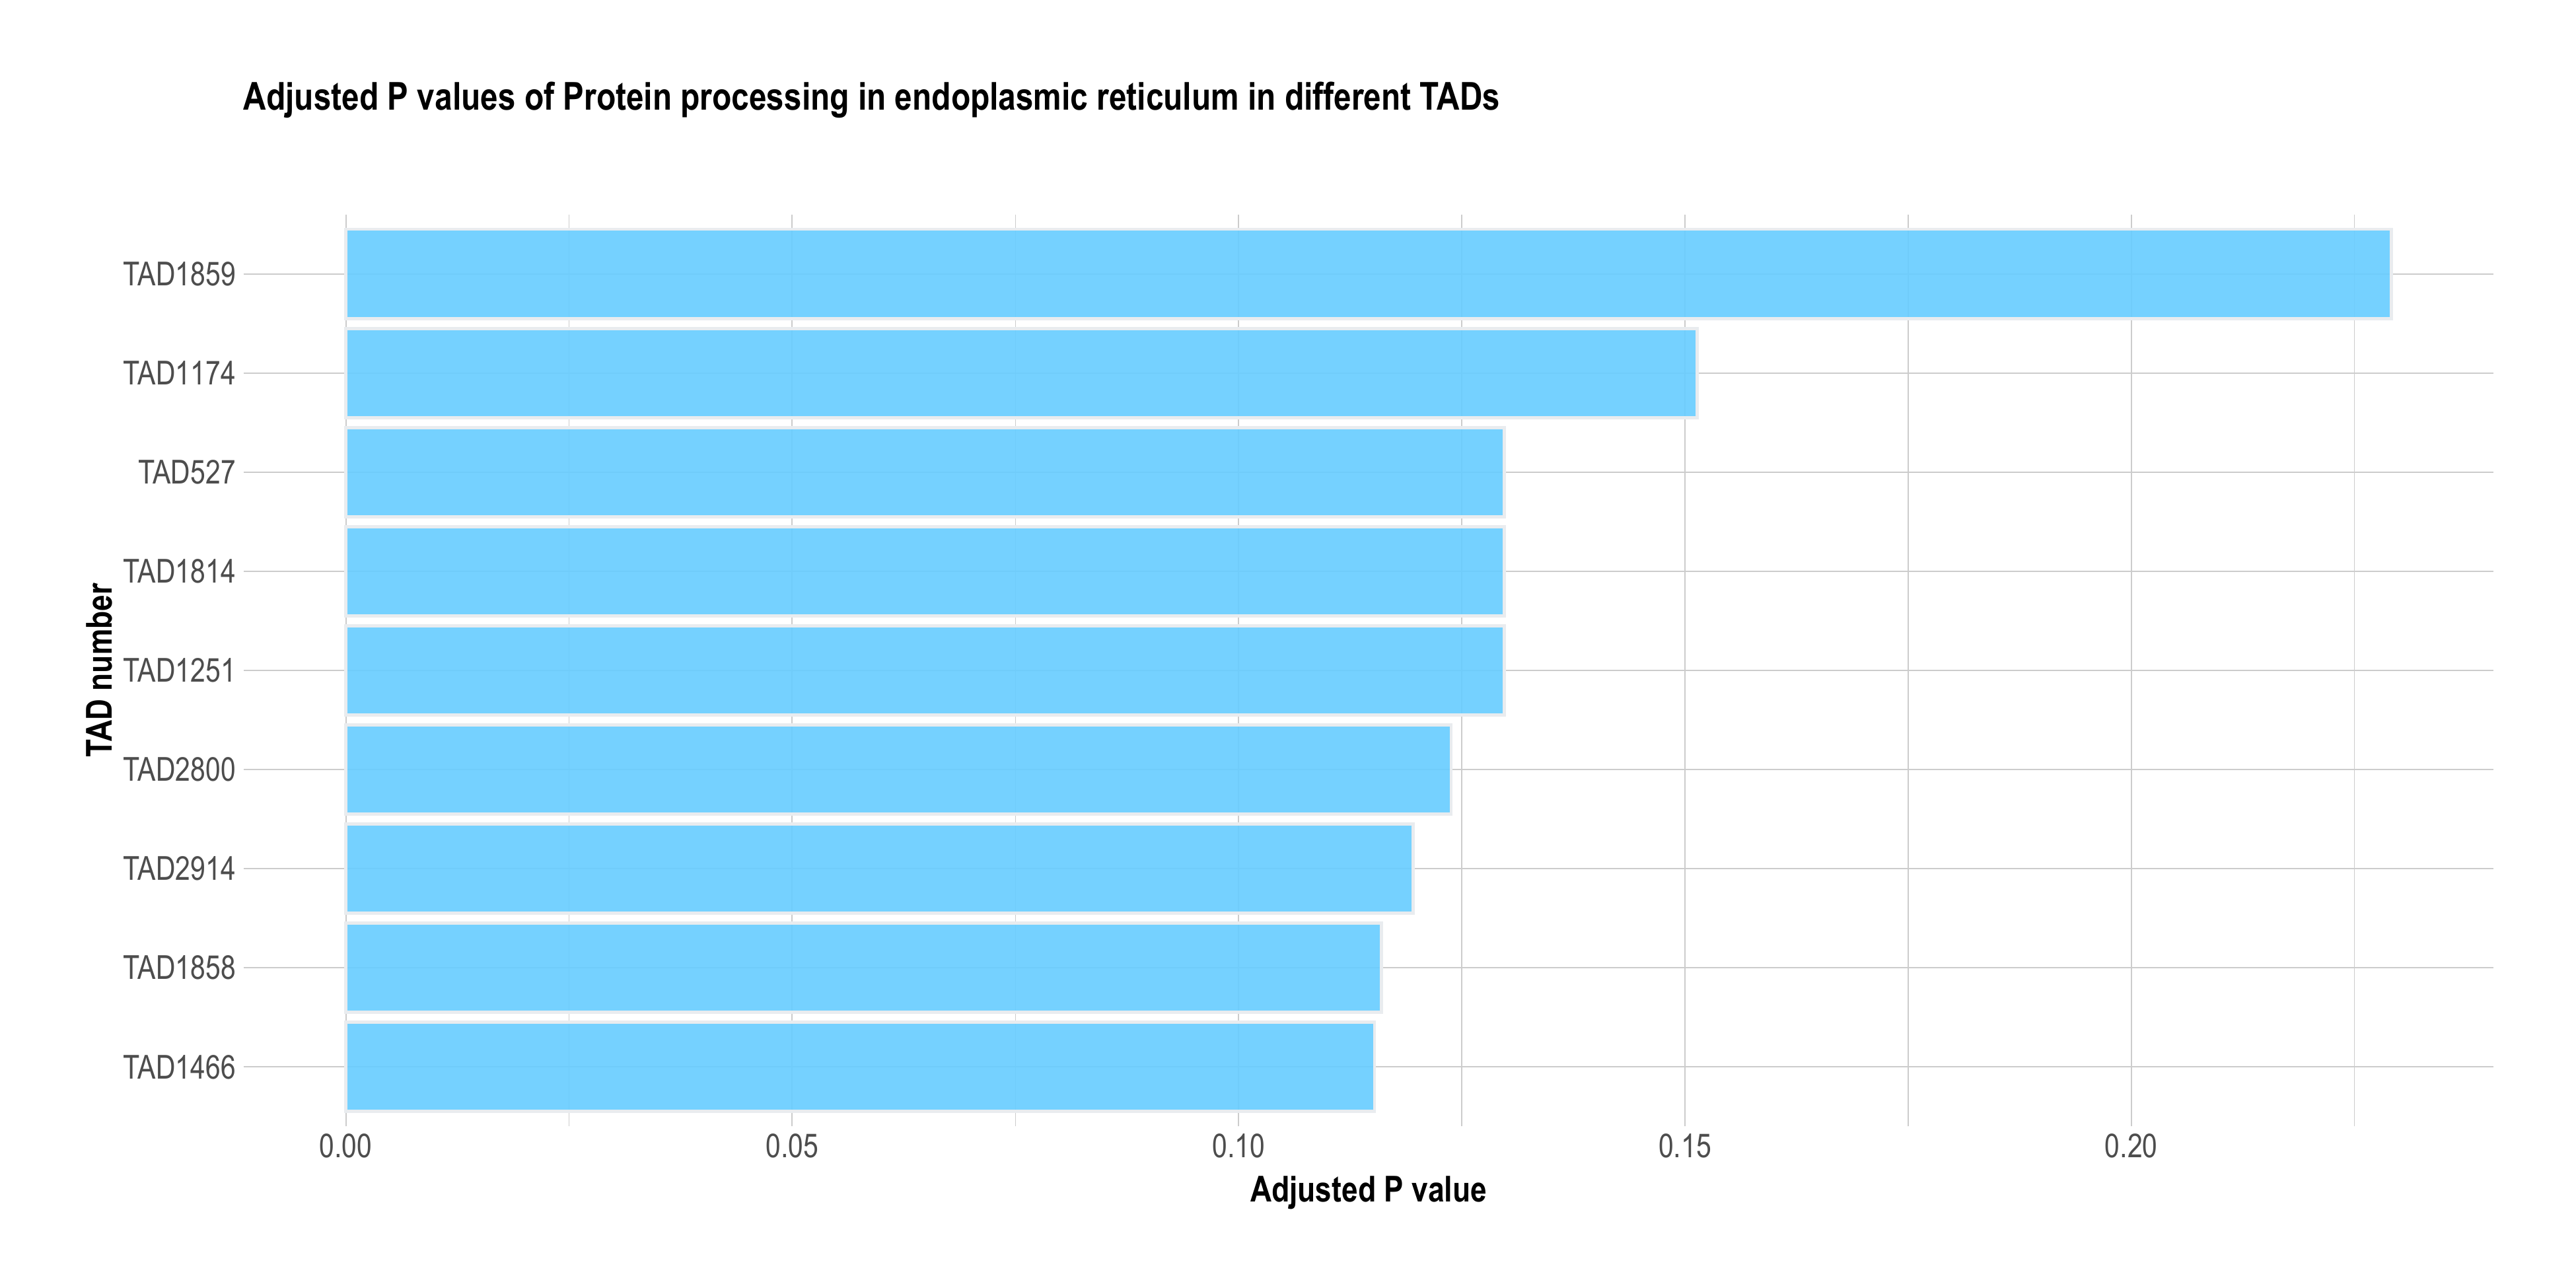 Adjusted P values of Protein processing in endoplasmic reticulum in different TADs
TAD number
TAD1859
TAD1174
TAD527
TAD1814
TAD1251
TAD2800
TAD2914
TAD1858
TAD1466
0.00 0.05 0.10 0.15 0.20
Adjusted P value